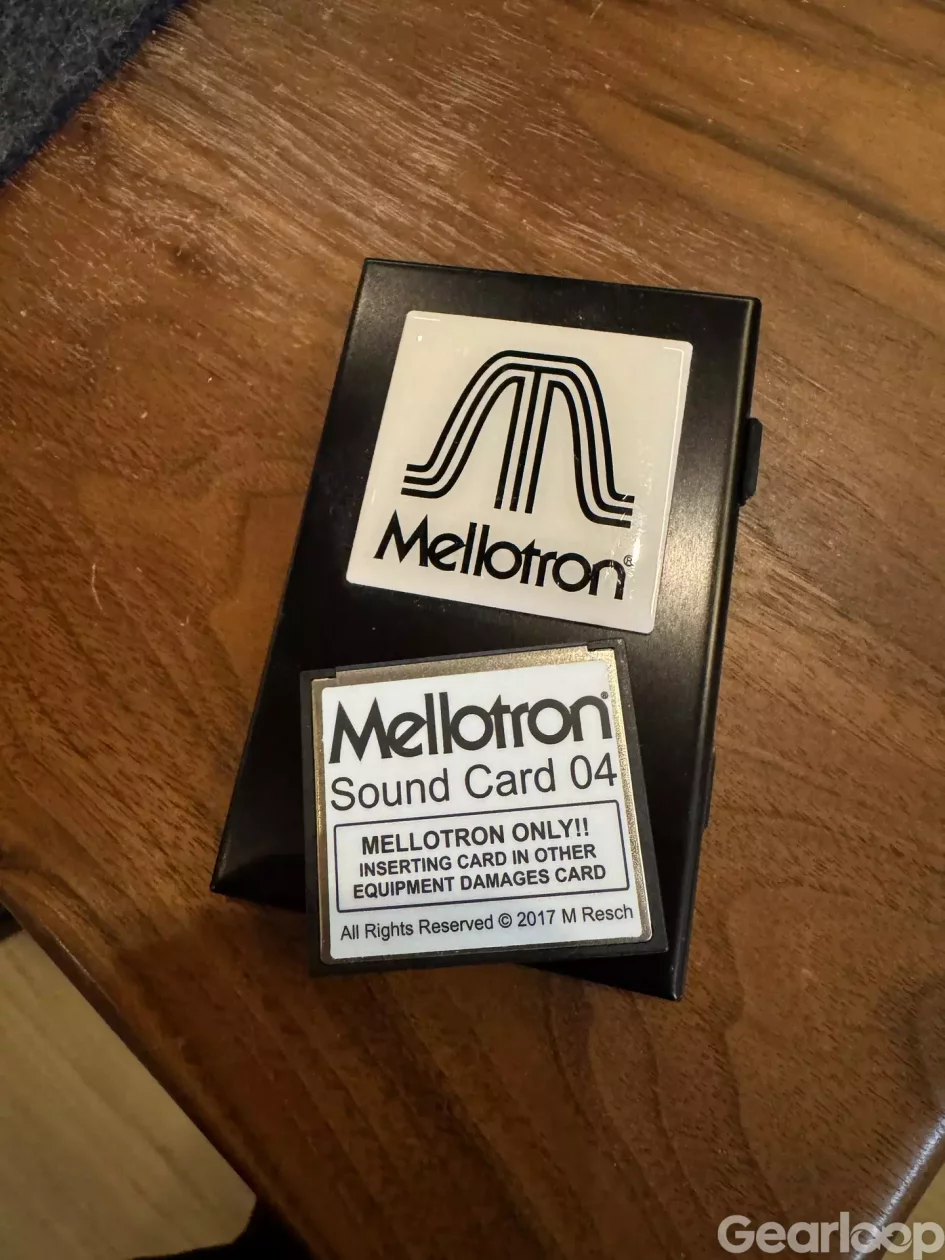 Mellotron®
Mellotron®
Sound Card 04
MELLOTRON ONLY!!
INSERTING CARD IN OTHER
EQUIPMENT DAMAGES CARD
All Rights Reserved © 2017 M Resch
Gearloop